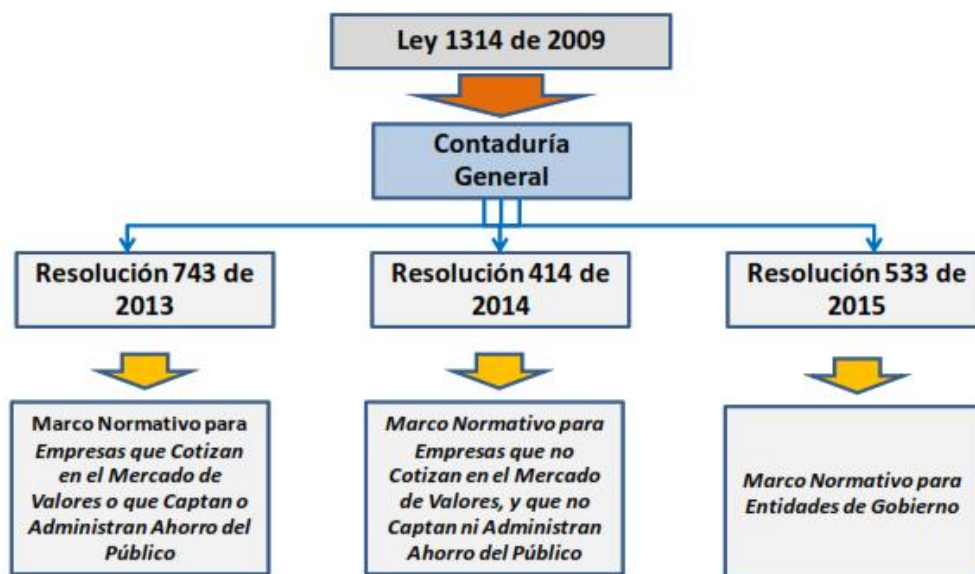 Ley 1314 de 2009
Contaduría
General
Resolución 743 de
2013
Resolución 414 de
2014
Resolución 533 de
2015
Marco Normativo para
Empresas que Cotizan
en el Mercado de
Valores o que Captan o
Administran Ahorro del
Público
Marco Normativo para
Empresas que no
Cotizan en el Mercado
de Valores, y que no
Captan ni Administran
Ahorro del Público
Marco Normativo para
Entidades de Gobierno